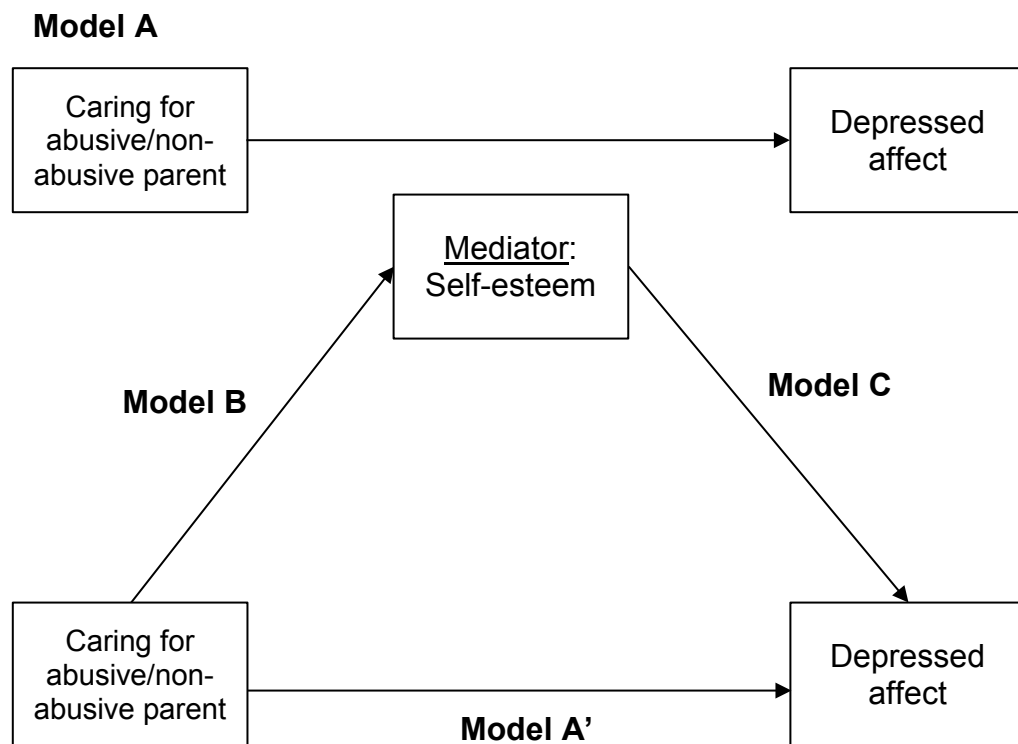 Model A
Caring for
abusive/non-
abusive parent
Depressed
affect
Mediator:
Self-esteem
Model B
Model C
Caring for
abusive/non-
abusive parent
Depressed
affect
Model A’